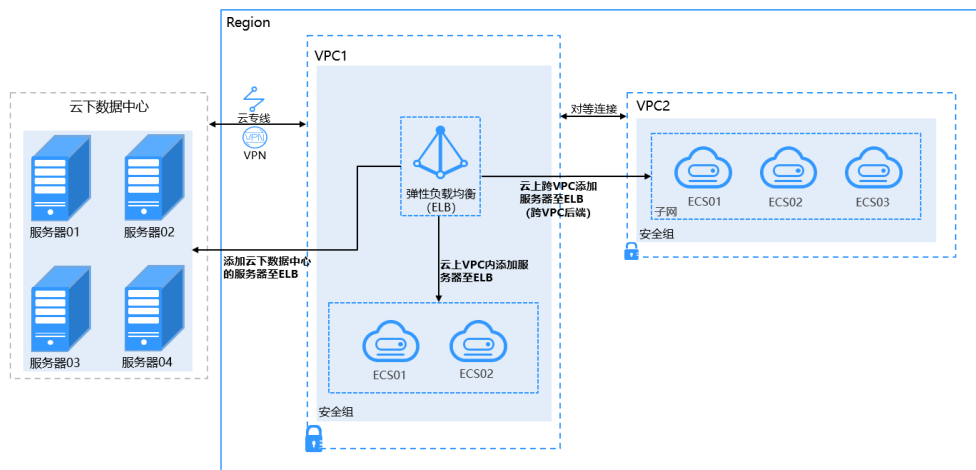 Region
VPC1
云下数据中心
服务器01
服务器02
服务器03
服务器04
云专线
VPN
VPN
弹性负载均衡
(ELB)
添加云下数据中心
的服务器至ELB
云上VPC内添加服
务器至ELB
ECS01
ECS02
安全组
对等连接
云上跨VPC添加
服务器至ELB
(跨VPC后端)
VPC2
ECS01
ECS02
ECS03
子网
安全组